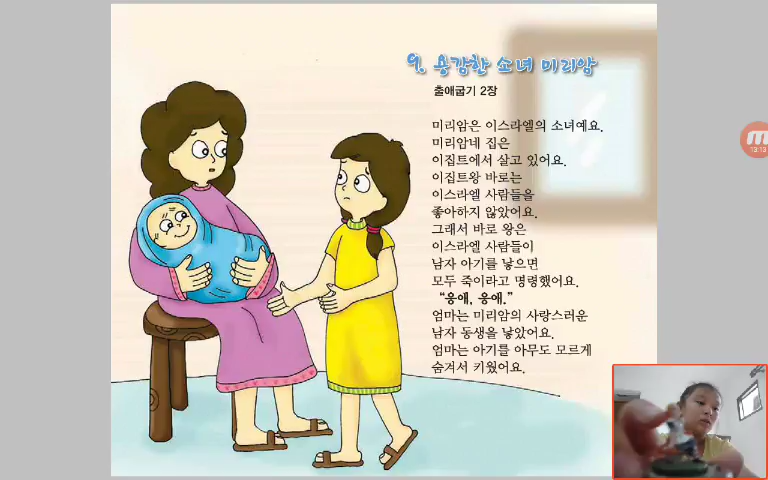 9. 용감한 소녀 미리암
출애굽기 2장
미리암은 이스라엘의 소녀예요.
미리암네 집은
이집트에서 살고 있어요.
이집트왕 바로는
이스라엘 사람들을
좋아하지 않았어요.
그래서 바로 왕은
이스라엘 사람들이
남자 아기를 낳으면
모두 죽이라고 명령했어요.
“응애, 응애.”
엄마는 미리암의 사랑스러운
남자 동생을 낳았어요.
엄마는 아기를 아무도 모르게
숨겨서 키웠어요.
13:13